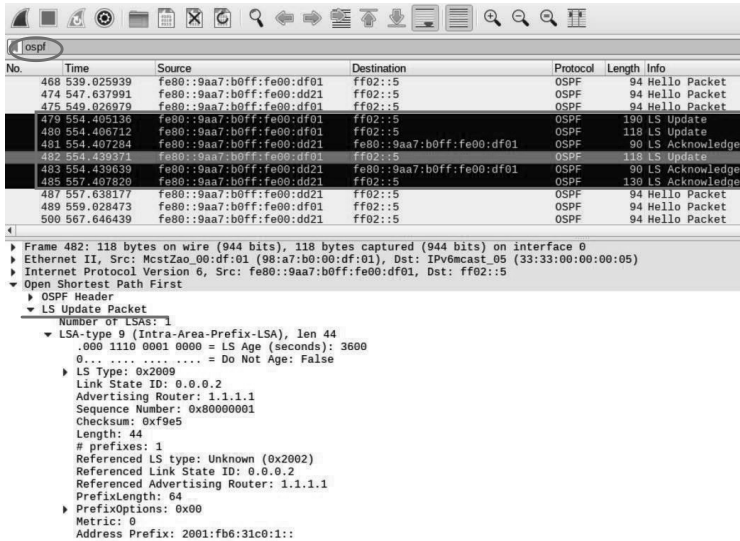 ospf
No. Time Source Destination Protocol Length Info
468 539.025939 fe80::9aa7:b0ff:fe00:df01 ff02::5 OSPF 94 Hello Packet
474 547.637991 fe80::9aa7:b0ff:fe00:dd21 ff02::5 OSPF 94 Hello Packet
475 549.026979 fe80::9aa7:b0ff:fe00:df01 ff02::5 OSPF 94 Hello Packet
479 554.405136 fe80::9aa7:b0ff:fe00:df01 ff02::5 OSPF 190 LS Update
480 554.406712 fe80::9aa7:b0ff:fe00:df01 ff02::5 OSPF 118 LS Update
481 554.407284 fe80::9aa7:b0ff:fe00:dd21 fe80::9aa7:b0ff:fe00:df01 OSPF 90 LS Acknowledge
482 554.439371 fe80::9aa7:b0ff:fe00:df01 ff02::5 OSPF 118 LS Update
483 554.439639 fe80::9aa7:b0ff:fe00:dd21 fe80::9aa7:b0ff:fe00:df01 OSPF 90 LS Acknowledge
485 557.407820 fe80::9aa7:b0ff:fe00:dd21 ff02::5 OSPF 130 LS Acknowledge
487 557.638177 fe80::9aa7:b0ff:fe00:dd21 ff02::5 OSPF 94 Hello Packet
489 559.028473 fe80::9aa7:b0ff:fe00:df01 ff02::5 OSPF 94 Hello Packet
500 567.646439 fe80::9aa7:b0ff:fe00:dd21 ff02::5 OSPF 94 Hello Packet
Frame 482: 118 bytes on wire (944 bits), 118 bytes captured (944 bits) on interface 0
Ethernet II, Src: McstZao_00:df:01 (98:a7:b0:00:df:01), Dst: IPv6mcast_05 (33:33:00:00:00:05)
Internet Protocol Version 6, Src: fe80::9aa7:b0ff:fe00:df01, Dst: ff02::5
Open Shortest Path First
OSPF Header
LS Update Packet
Number of LSAs: 1
LSA-type 9 (Intra-Area-Prefix-LSA), len 44
.000 1110 0001 0000 = LS Age (seconds): 3600
0... .... .... .... = Do Not Age: False
LS Type: 0x2009
Link State ID: 0.0.0.2
Advertising Router: 1.1.1.1
Sequence Number: 0x80000001
Checksum: 0xf9e5
Length: 44
# prefixes: 1
Referenced LS type: Unknown (0x2002)
Referenced Link State ID: 0.0.0.2
Referenced Advertising Router: 1.1.1.1
PrefixLength: 64
PrefixOptions: 0x00
Metric: 0
Address Prefix: 2001:fb6:31c0:1::